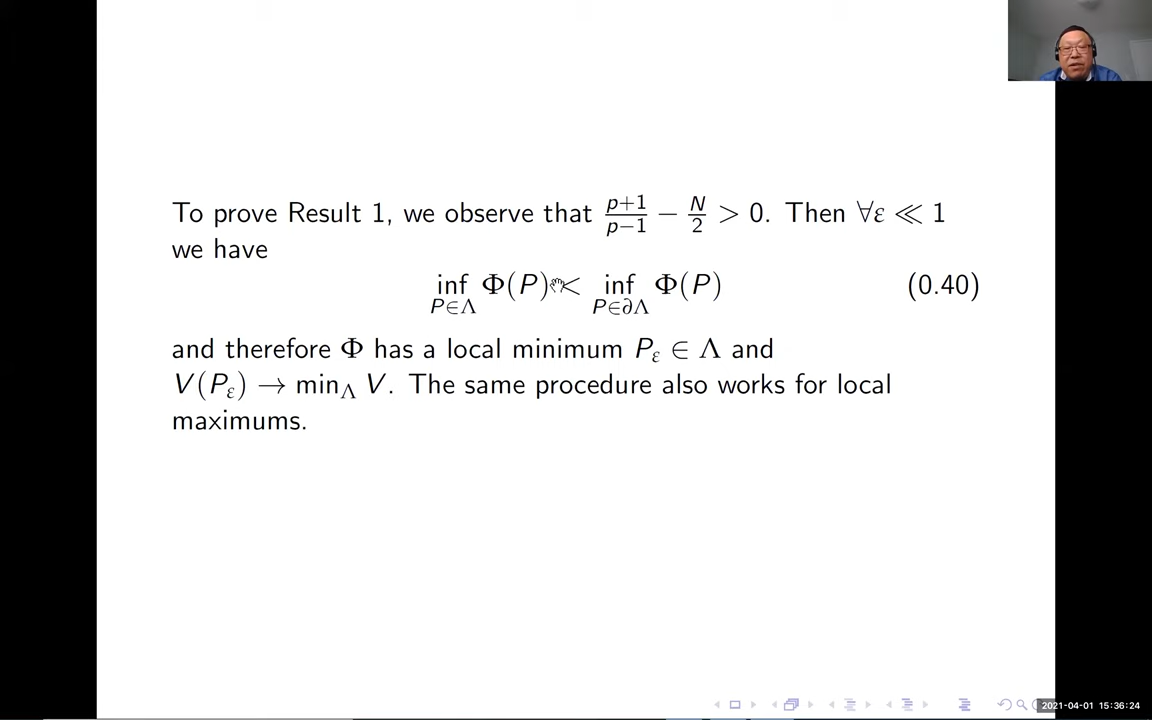 To prove Result 1, we observe that \frac{p+1}{p-1} − \frac{N}{2} > 0. Then ∀ε ≪ 1
we have
\inf_{P∈Λ} Φ(P) < \inf_{P∈∂Λ} Φ(P) (0.40)
and therefore Φ has a local minimum P_ε ∈ Λ and
V(P_ε) → min_Λ V. The same procedure also works for local
maximums.
2021-04-01 15:36:24